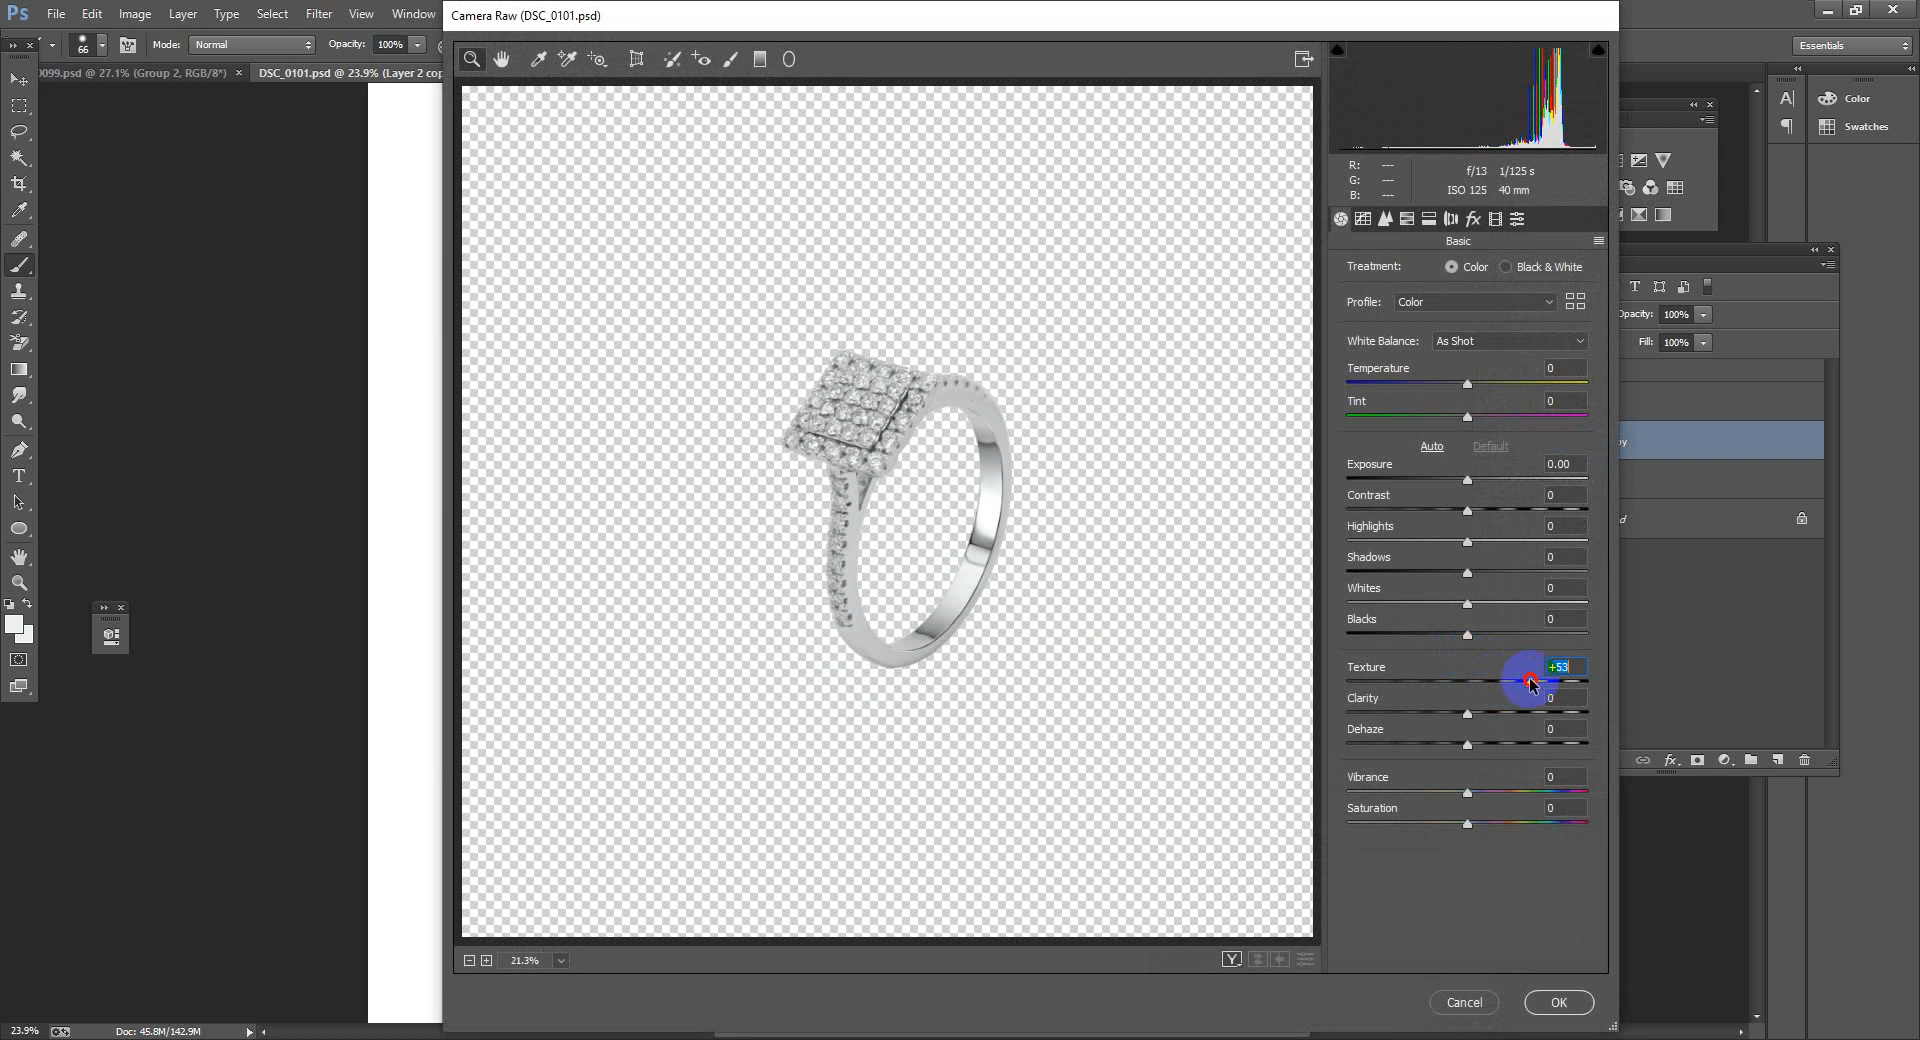 Ps File Edit Image Layer Type Select Filter View Window
Camera Raw (DSC_0101.psd)
66 Mode: Normal Opacity: 100%
Essentials
0099.psd @ 27.1% (Group 2, RGB/8*) × DSC_0101.psd @ 23.9% (Layer 2 cop
Color
Swatches
R: ---
G: ---
B: ---
f/13 1/125 s
ISO 125 40 mm
Basic
Treatment: Color Black & White
Profile: Color
White Balance: As Shot
Temperature 0
Tint 0
Auto Default
Exposure 0.00
Contrast 0
Highlights 0
Shadows 0
Whites 0
Blacks 0
Texture +53
Clarity 0
Dehaze 0
Vibrance 0
Saturation 0
Opacity: 100%
Fill: 100%
py
d
21.3%
Y
Cancel OK
23.9% Doc: 45.8M/142.9M